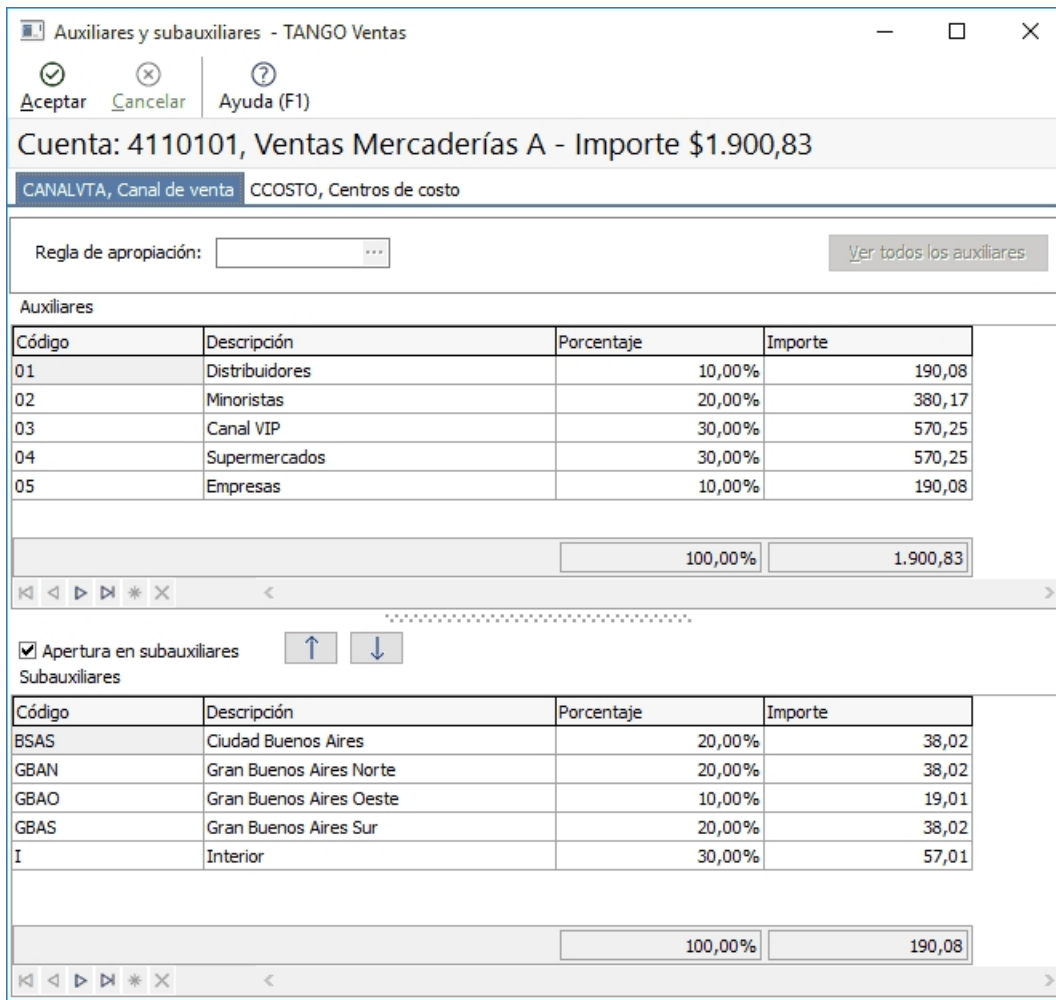 Auxiliares y subauxiliares - TANGO Ventas
Aceptar Cancelar Ayuda (F1)
Cuenta: 4110101, Ventas Mercaderías A - Importe $1.900,83
CANALVTA, Canal de venta CCOSTO, Centros de costo
Regla de apropiación: ... Ver todos los auxiliares
Auxiliares
Código Descripción Porcentaje Importe
01 Distribuidores 10,00% 190,08
02 Minoristas 20,00% 380,17
03 Canal VIP 30,00% 570,25
04 Supermercados 30,00% 570,25
05 Empresas 10,00% 190,08
100,00% 1.900,83
Apertura en subauxiliares
Subauxiliares
Código Descripción Porcentaje Importe
BSAS Ciudad Buenos Aires 20,00% 38,02
GBAN Gran Buenos Aires Norte 20,00% 38,02
GBAO Gran Buenos Aires Oeste 10,00% 19,01
GBAS Gran Buenos Aires Sur 20,00% 38,02
I Interior 30,00% 57,01
100,00% 190,08